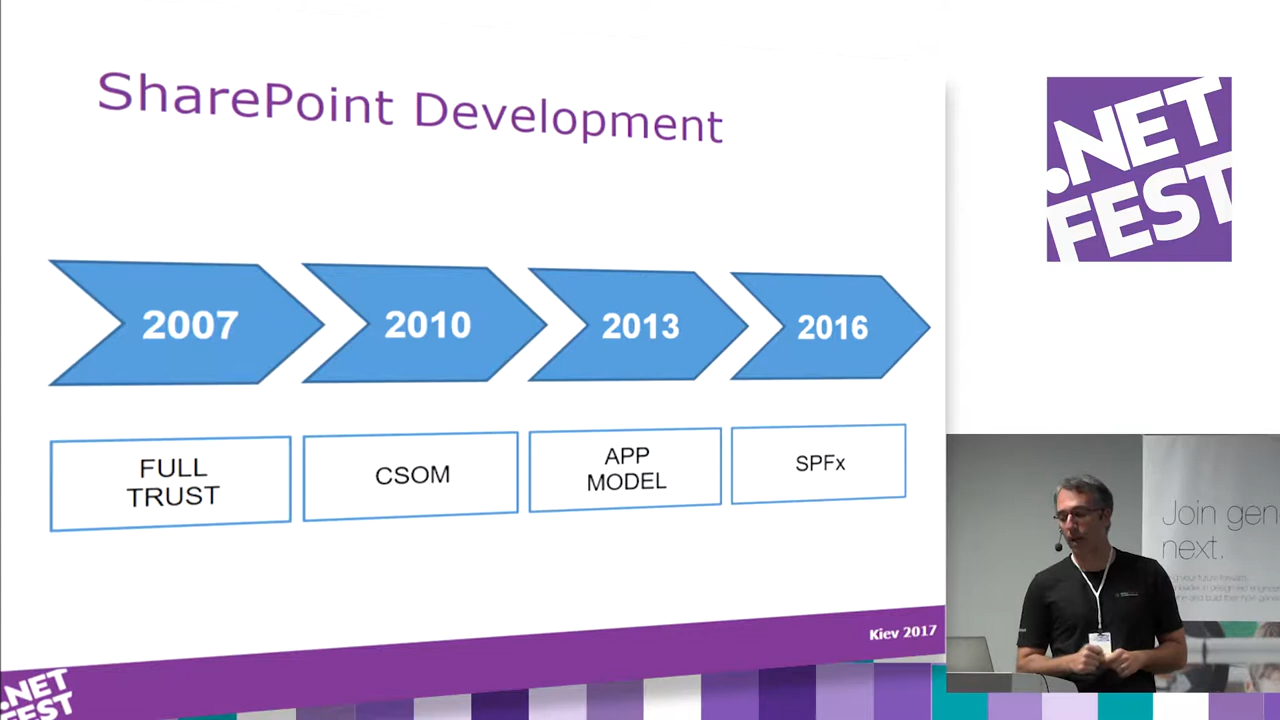 SharePoint Development
2007
2010
2013
2016
FULL
TRUST
CSOM
APP
MODEL
SPFx
Kiev 2017
.NET
FEST
.NET
FEST
Join gen
next.